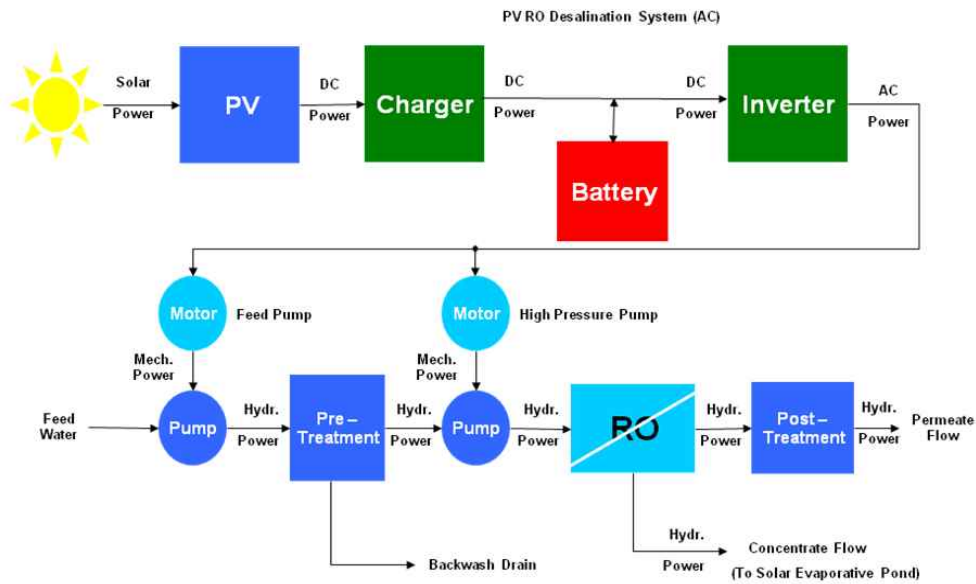 PV RO Desalination System (AC)
Solar
Power
PV
DC
Power
Charger
DC
Power
DC
Power
Inverter
AC
Power
Battery
Motor
Feed Pump
Motor
High Pressure Pump
Mech.
Power
Mech.
Power
Feed
Water
Pump
Hydr.
Power
Pre –
Treatment
Hydr.
Power
Pump
Hydr.
Power
RO
Hydr.
Power
Post –
Treatment
Hydr.
Power
Permeate
Flow
Backwash Drain
Hydr.
Power
Concentrate Flow
(To Solar Evaporative Pond)